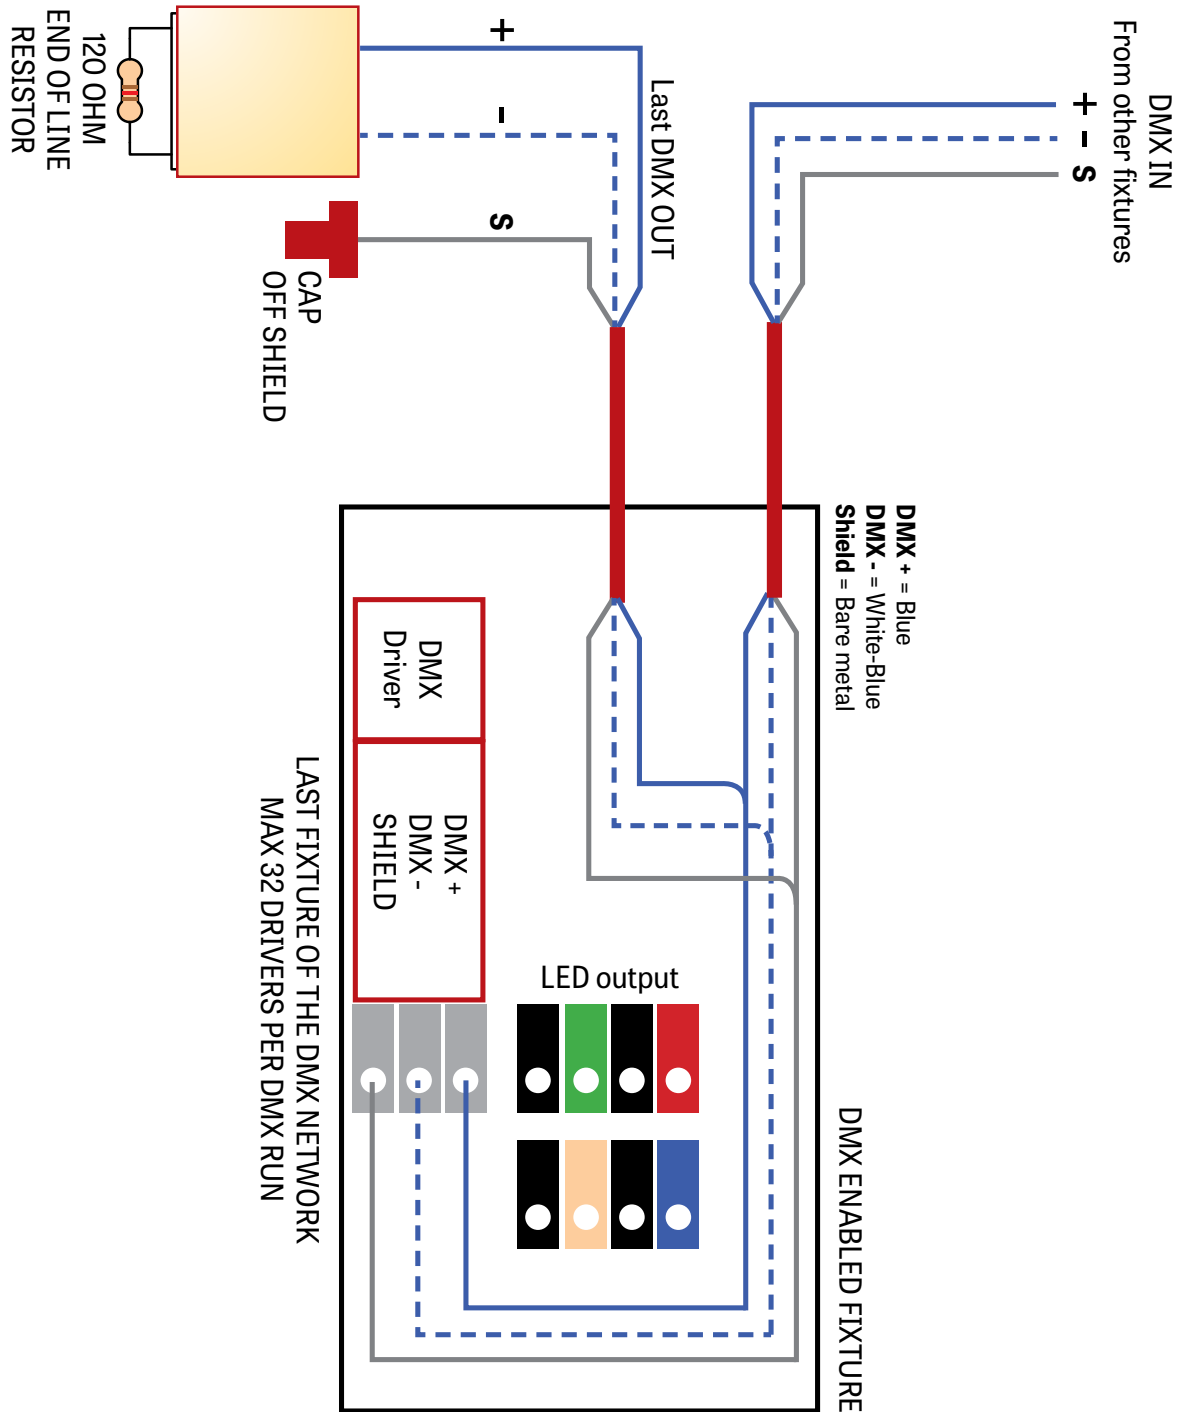 DMX IN
From other fixtures
+
-
S
Last DMX OUT
+
-
S
120 OHM
END OF LINE
RESISTOR
CAP
OFF SHIELD
DMX + = Blue
DMX - = White-Blue
Shield = Bare metal
DMX ENABLED FIXTURE
LED output
DMX
Driver
DMX +
DMX -
SHIELD
LAST FIXTURE OF THE DMX NETWORK
MAX 32 DRIVERS PER DMX RUN